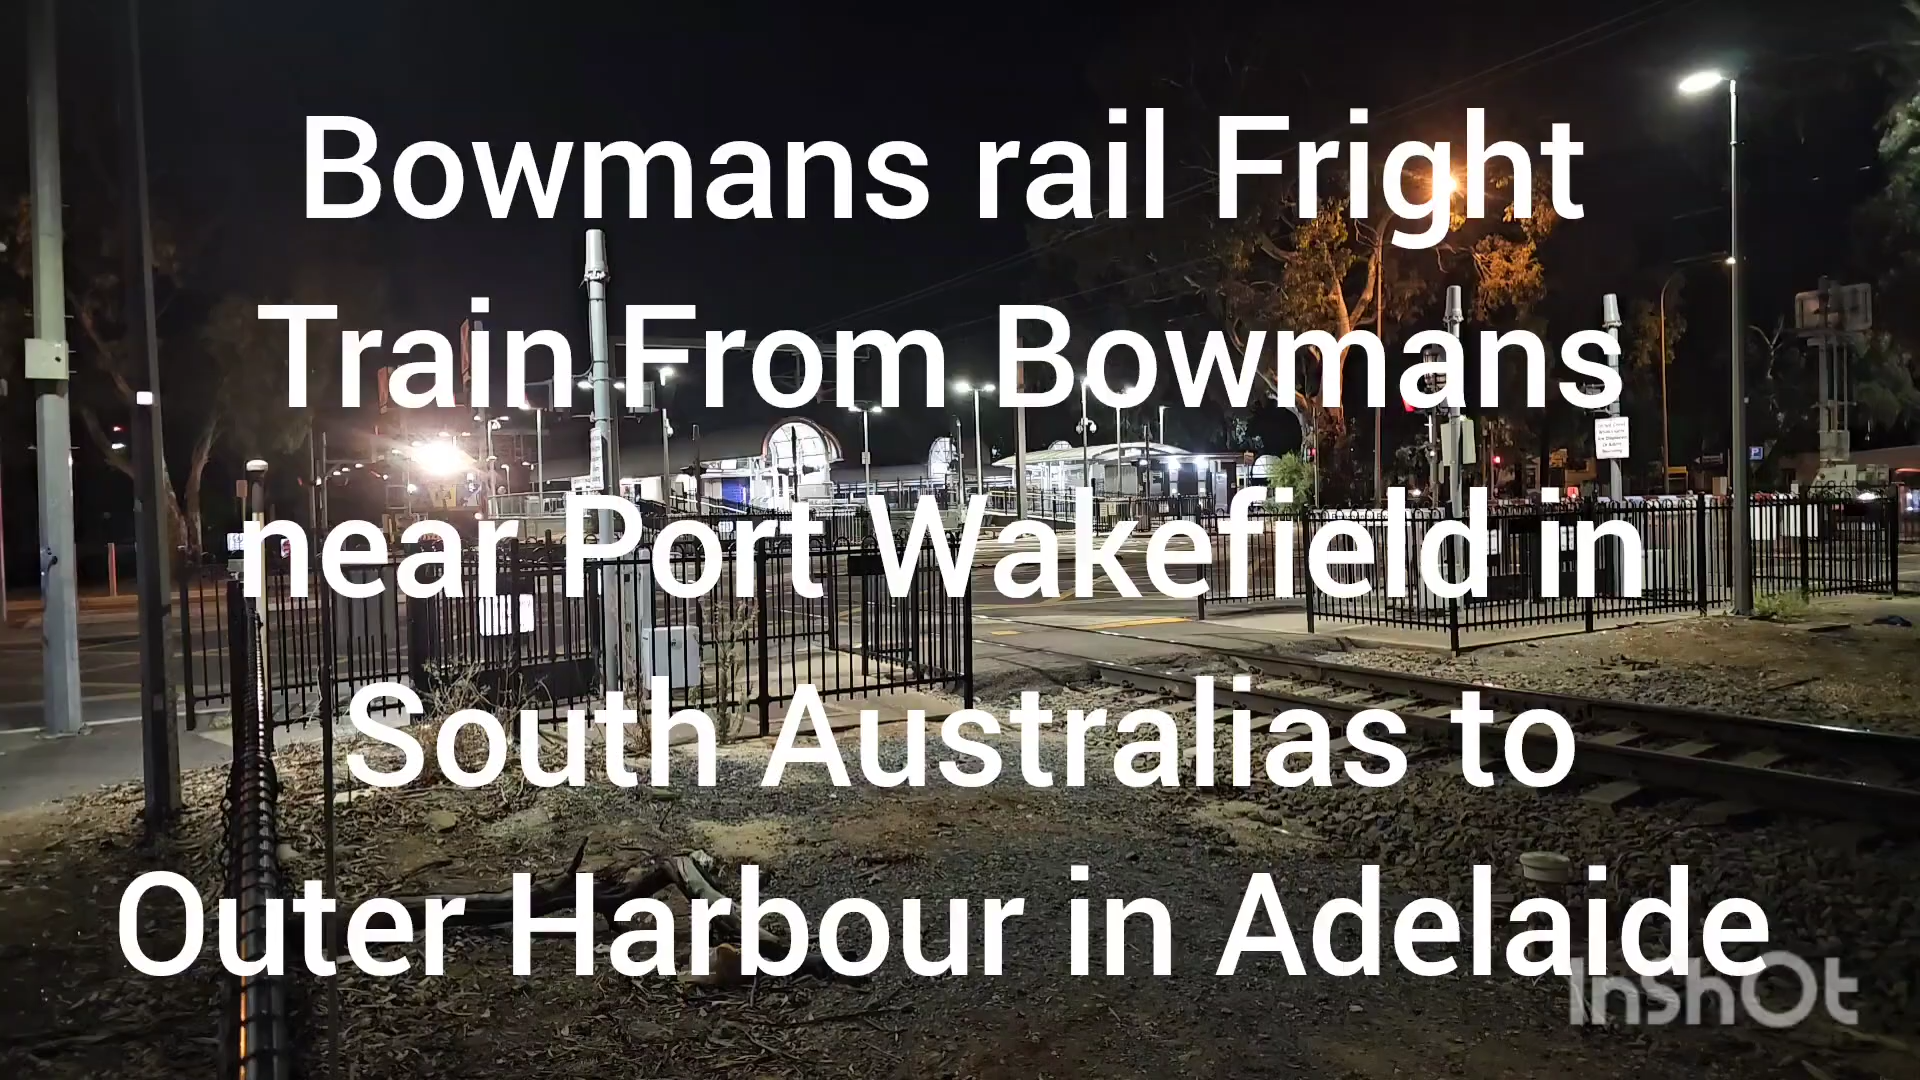 Bowmans rail Fright
Train From Bowmans
near Port Wakefield in
South Australias to
Outer Harbour in Adelaide
InshOt